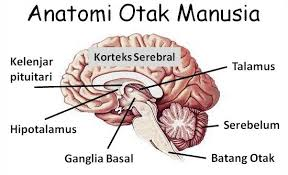 Anatomi Otak Manusia
Korteks Serebral
Kelenjar
pituitari
Talamus
Hipotalamus
Serebelum
Ganglia Basal
Batang Otak